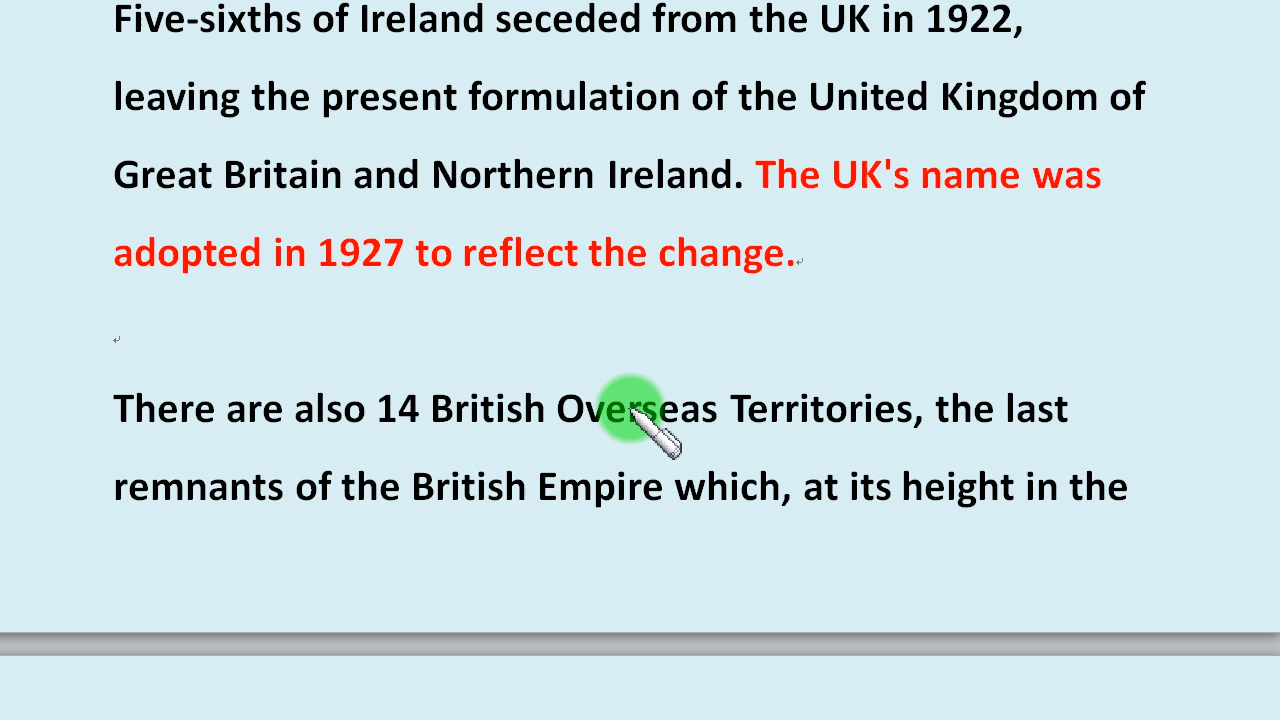 Five-sixths of Ireland seceded from the UK in 1922,
leaving the present formulation of the United Kingdom of
Great Britain and Northern Ireland. The UK's name was
adopted in 1927 to reflect the change.
There are also 14 British Overseas Territories, the last
remnants of the British Empire which, at its height in the